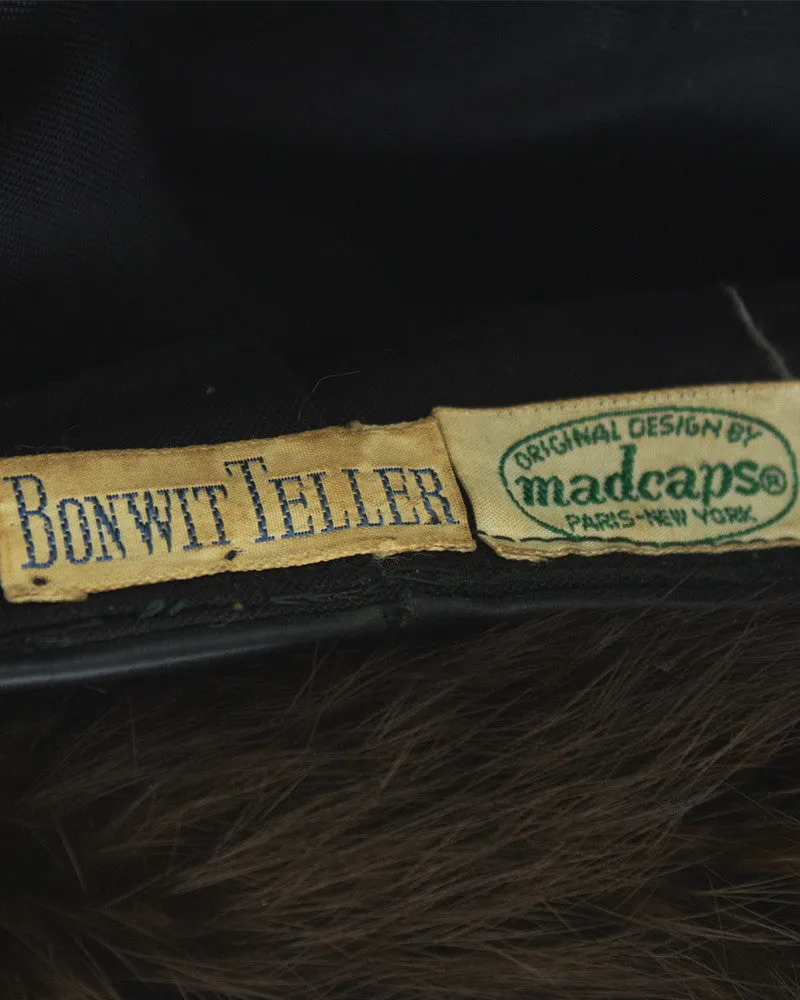 BONWIT TELLER
ORIGINAL DESIGN BY
madcaps®
PARIS-NEW YORK